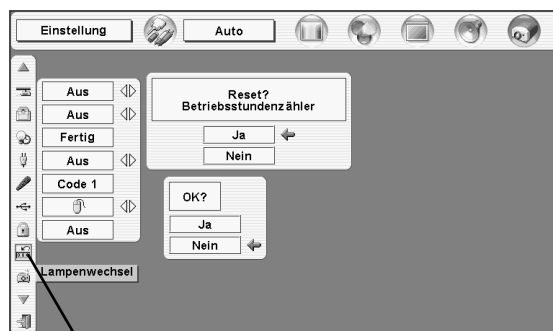 Einstellung
Auto
Aus
Aus
Fertig
Aus
Code 1
Aus
Lampenwechsel
Reset?
Betriebsstundenzähler
Ja
Nein
OK?
Ja
Nein